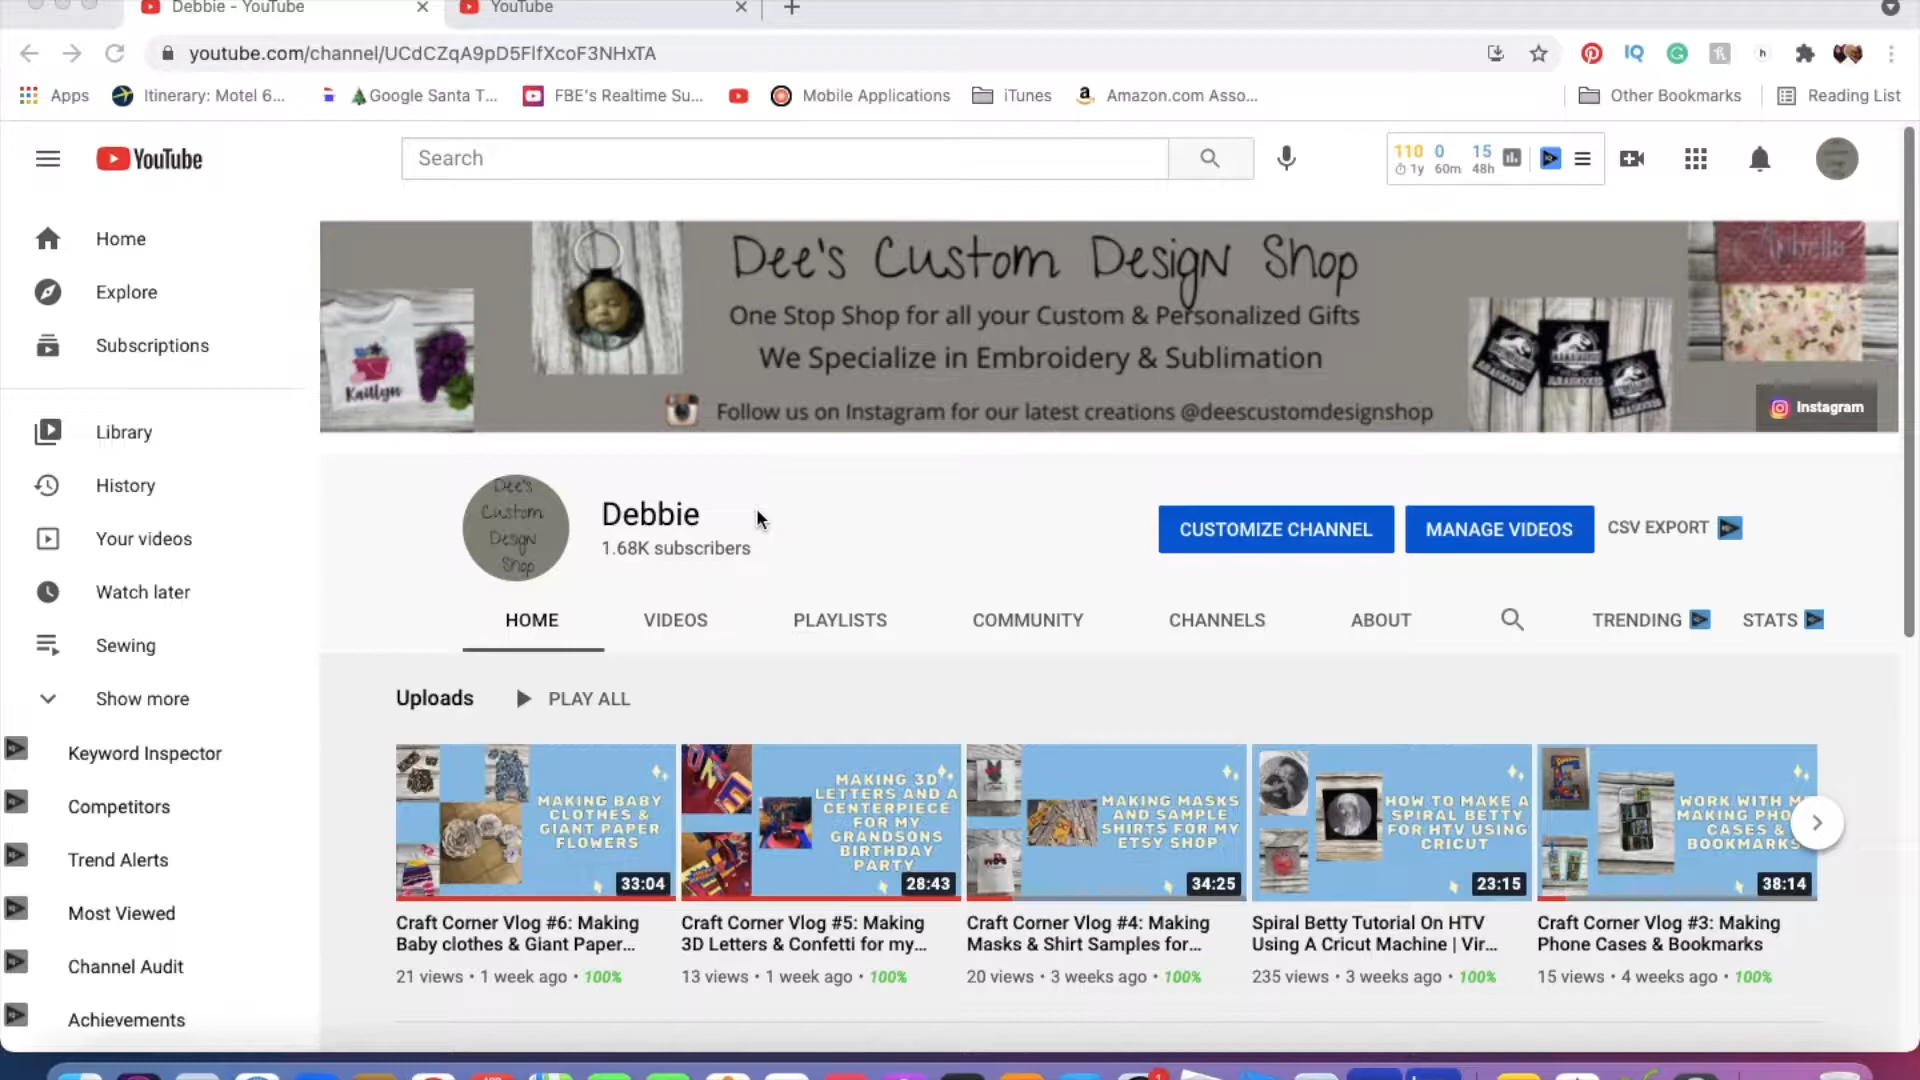 Debbie - YouTube
YouTube
youtube.com/channel/UCdCZqA9pD5FlfXcoF3NHxTA
Apps
Itinerary: Motel 6...
Google Santa T...
FBE's Realtime Su...
Mobile Applications
iTunes
Amazon.com Asso...
Other Bookmarks
Reading List
YouTube
Search
110 0 15
1y 60m 48h
Home
Explore
Subscriptions
Library
History
Your videos
Watch later
Sewing
Show more
Keyword Inspector
Competitors
Trend Alerts
Most Viewed
Channel Audit
Achievements
Dee's Custom Design Shop
One Stop Shop for all your Custom & Personalized Gifts
We Specialize in Embroidery & Sublimation
Follow us on Instagram for our latest creations @deescustomdesignshop
Kaitlyn
Instagram
Dee's
Custom
Design
Shop
Debbie
1.68K subscribers
CUSTOMIZE CHANNEL
MANAGE VIDEOS
CSV EXPORT
HOME
VIDEOS
PLAYLISTS
COMMUNITY
CHANNELS
ABOUT
TRENDING
STATS
Uploads
PLAY ALL
MAKING BABY
CLOTHES &
GIANT PAPER
FLOWERS
33:04
Craft Corner Vlog #6: Making
Baby clothes & Giant Paper...
21 views • 1 week ago • 100%
MAKING 3D
LETTERS AND A
CENTERPIECE
FOR MY
GRANDSONS
BIRTHDAY
PARTY
28:43
Craft Corner Vlog #5: Making
3D Letters & Confetti for my...
13 views • 1 week ago • 100%
MAKING MASKS
AND SAMPLE
SHIRTS FOR MY
ETSY SHOP
34:25
Craft Corner Vlog #4: Making
Masks & Shirt Samples for...
20 views • 3 weeks ago • 100%
HOW TO MAKE A
SPIRAL BETTY
FOR HTV USING
CRICUT
23:15
Spiral Betty Tutorial On HTV
Using A Cricut Machine | Vir...
235 views • 3 weeks ago • 100%
WORK WITH M
MAKING PHO
CASES &
BOOKMARKS
38:14
Craft Corner Vlog #3: Making
Phone Cases & Bookmarks
15 views • 4 weeks ago • 100%